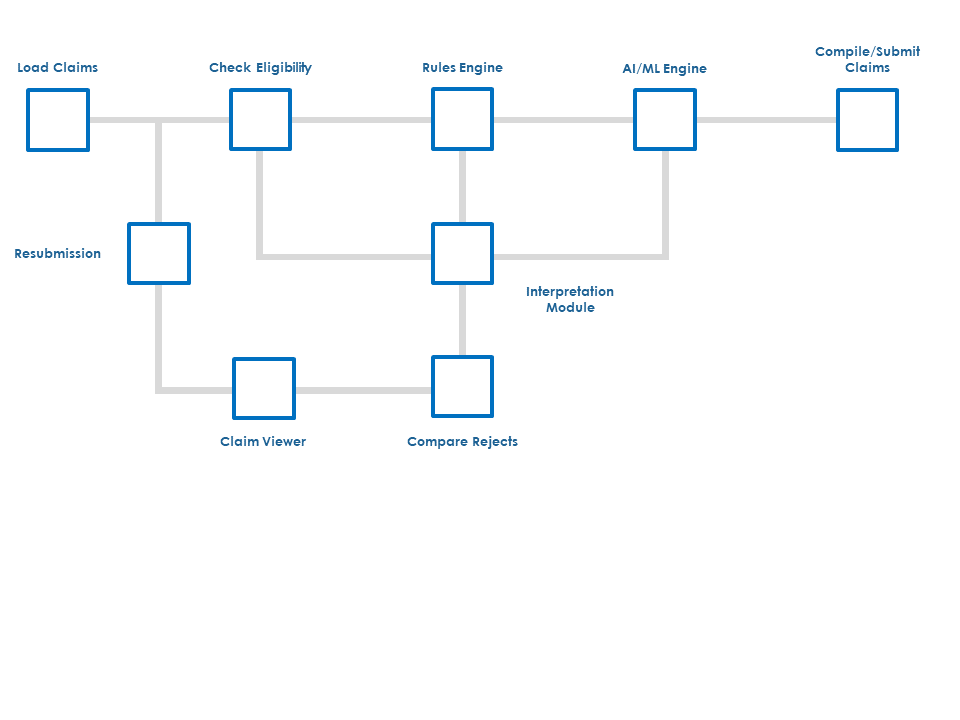 Load Claims
Check Eligibility
Rules Engine
AI/ML Engine
Compile/Submit
Claims
Resubmission
Interpretation
Module
Claim Viewer
Compare Rejects